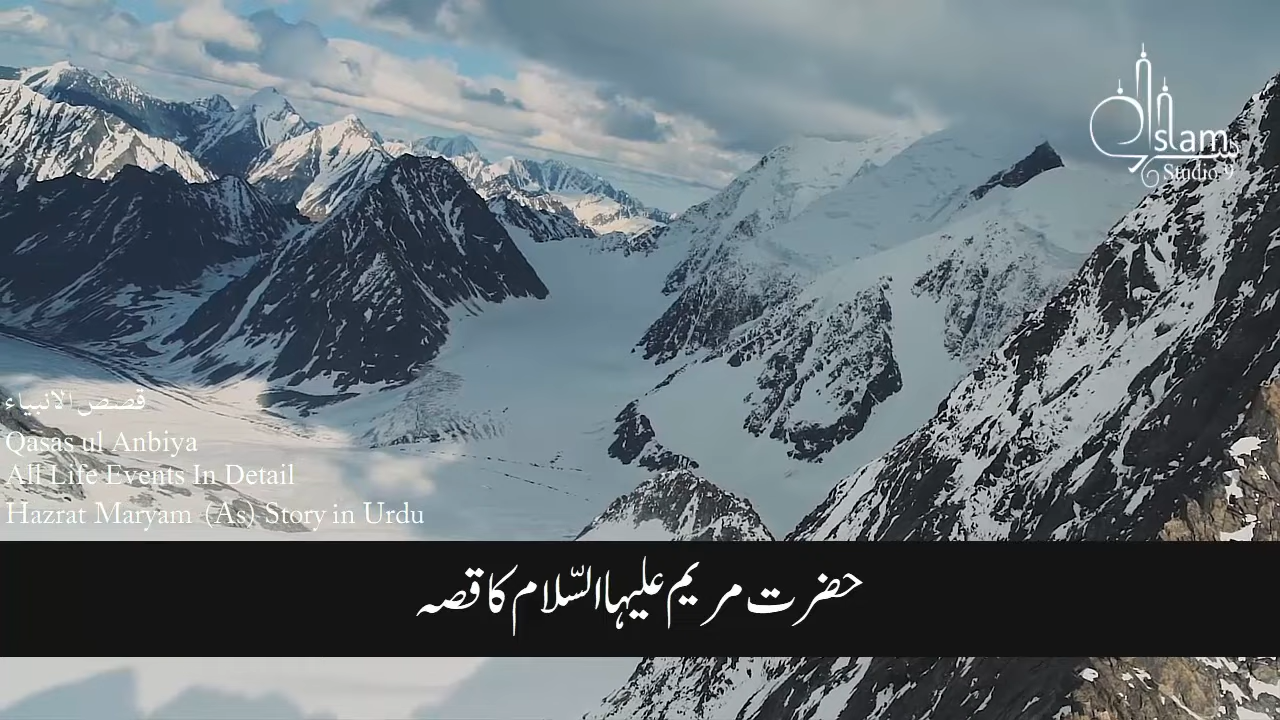 Islam
Studio 9
قصص الانبیاء
Qasas ul Anbiya
All Life Events In Detail
Hazrat Maryam (As) Story in Urdu
حضرت مریم علیہا السّلام کا قصہ